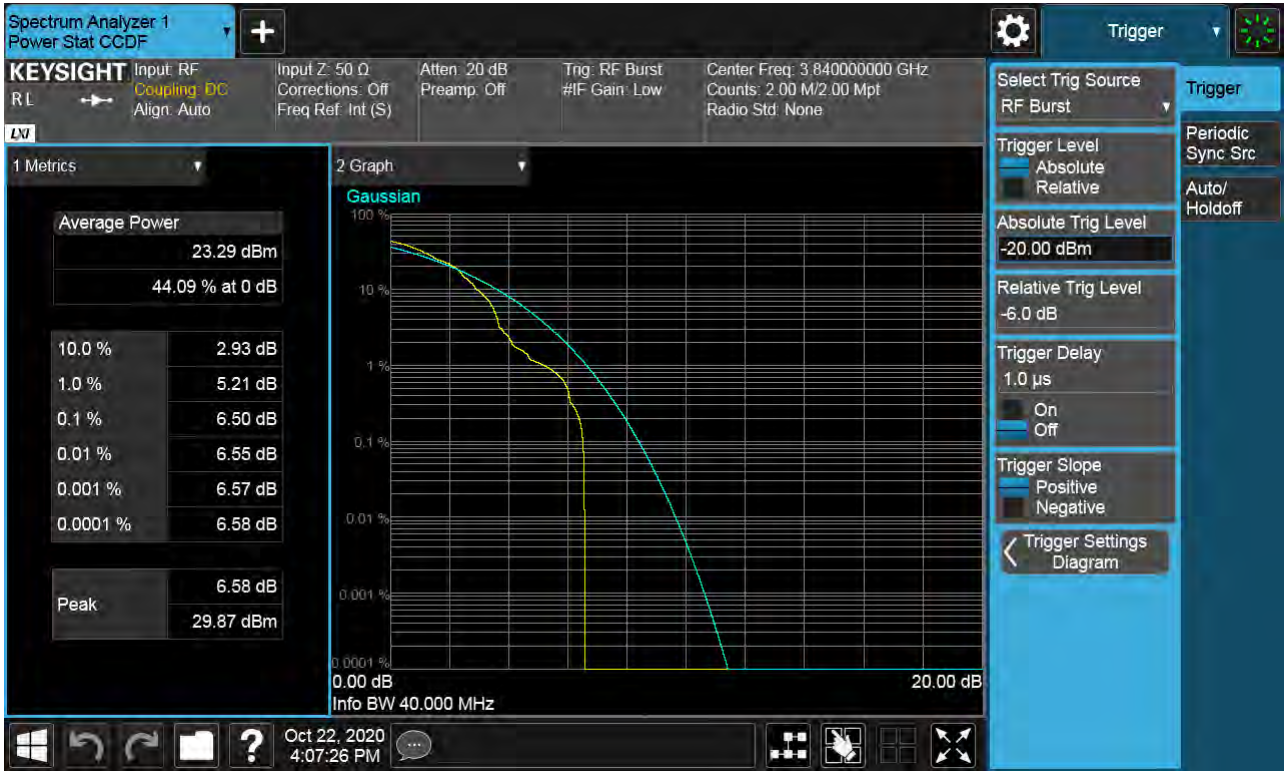 Spectrum Analyzer 1
Power Stat CCDF
+
Trigger
KEYSIGHT
RL
LXI
Input: RF
Coupling: DC
Align: Auto
Input Z: 50 Ω
Corrections: Off
Freq Ref: Int (S)
Atten: 20 dB
Preamp: Off
Trig: RF Burst
#IF Gain: Low
Center Freq: 3.840000000 GHz
Counts: 2.00 M/2.00 Mpt
Radio Std: None
1 Metrics
Average Power
23.29 dBm
44.09 % at 0 dB
10.0 % 2.93 dB
1.0 % 5.21 dB
0.1 % 6.50 dB
0.01 % 6.55 dB
0.001 % 6.57 dB
0.0001 % 6.58 dB
Peak
6.58 dB
29.87 dBm
2 Graph
Gaussian
100 %
10 %
1 %
0.1 %
0.01 %
0.001 %
0.0001 %
0.00 dB 20.00 dB
Info BW 40.000 MHz
Select Trig Source
RF Burst
Trigger Level
Absolute
Relative
Absolute Trig Level
-20.00 dBm
Relative Trig Level
-6.0 dB
Trigger Delay
1.0 µs
On
Off
Trigger Slope
Positive
Negative
Trigger Settings
Diagram
Trigger
Periodic
Sync Src
Auto/
Holdoff
?
Oct 22, 2020
4:07:26 PM